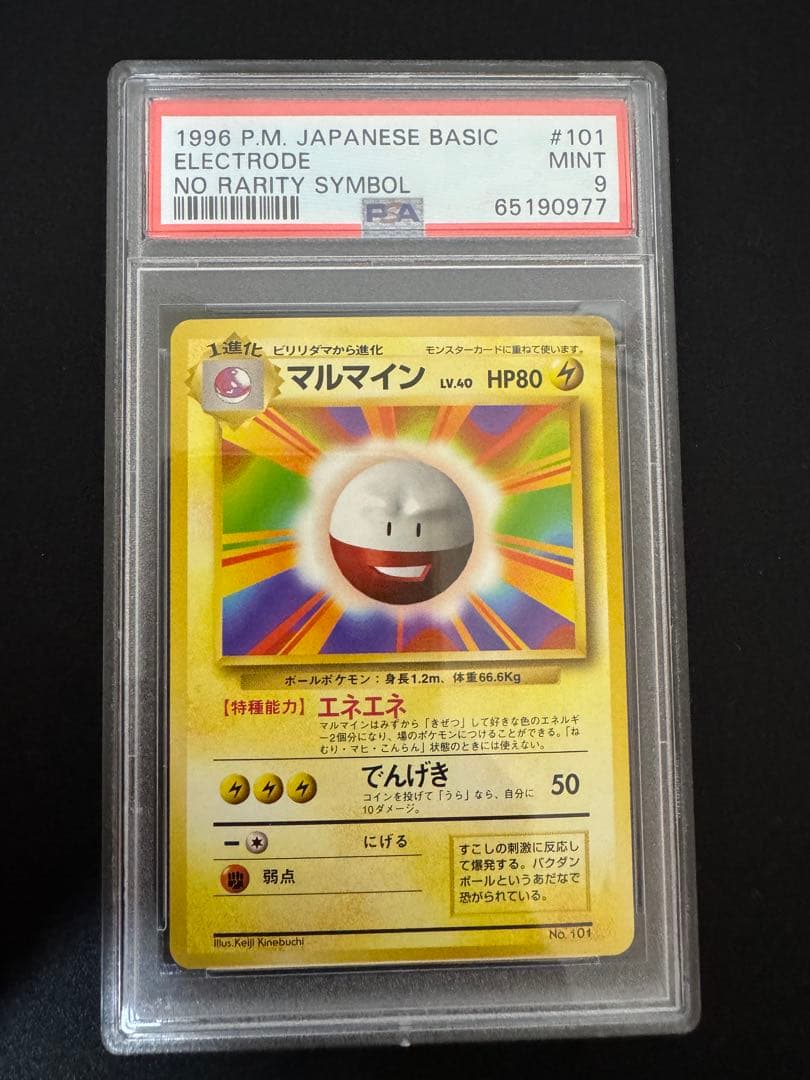 1996 P.M. JAPANESE BASIC #101
ELECTRODE MINT
NO RARITY SYMBOL 9
PSA 65190977
1進化 ビリリダマから進化 モンスターカードに重ねて使います。
マルマイン LV.40 HP80
ボールポケモン:身長1.2m、体重66.6Kg
【特種能力】 エネエネ
マルマインはみずから「きぜつ」して好きな色のエネルギ
ー2個分になり、場のポケモンにつけることができる。「ね
むり・マヒ・こんらん」状態のときには使えない。
でんげき 50
コインを投げて「うら」なら、自分に
10ダメージ。
ー にげる
弱点
すこしの刺激に反応し
て爆発する。バクダン
ボールというあだなで
恐がられている。
Illus.Keiji Kinebuchi No.101